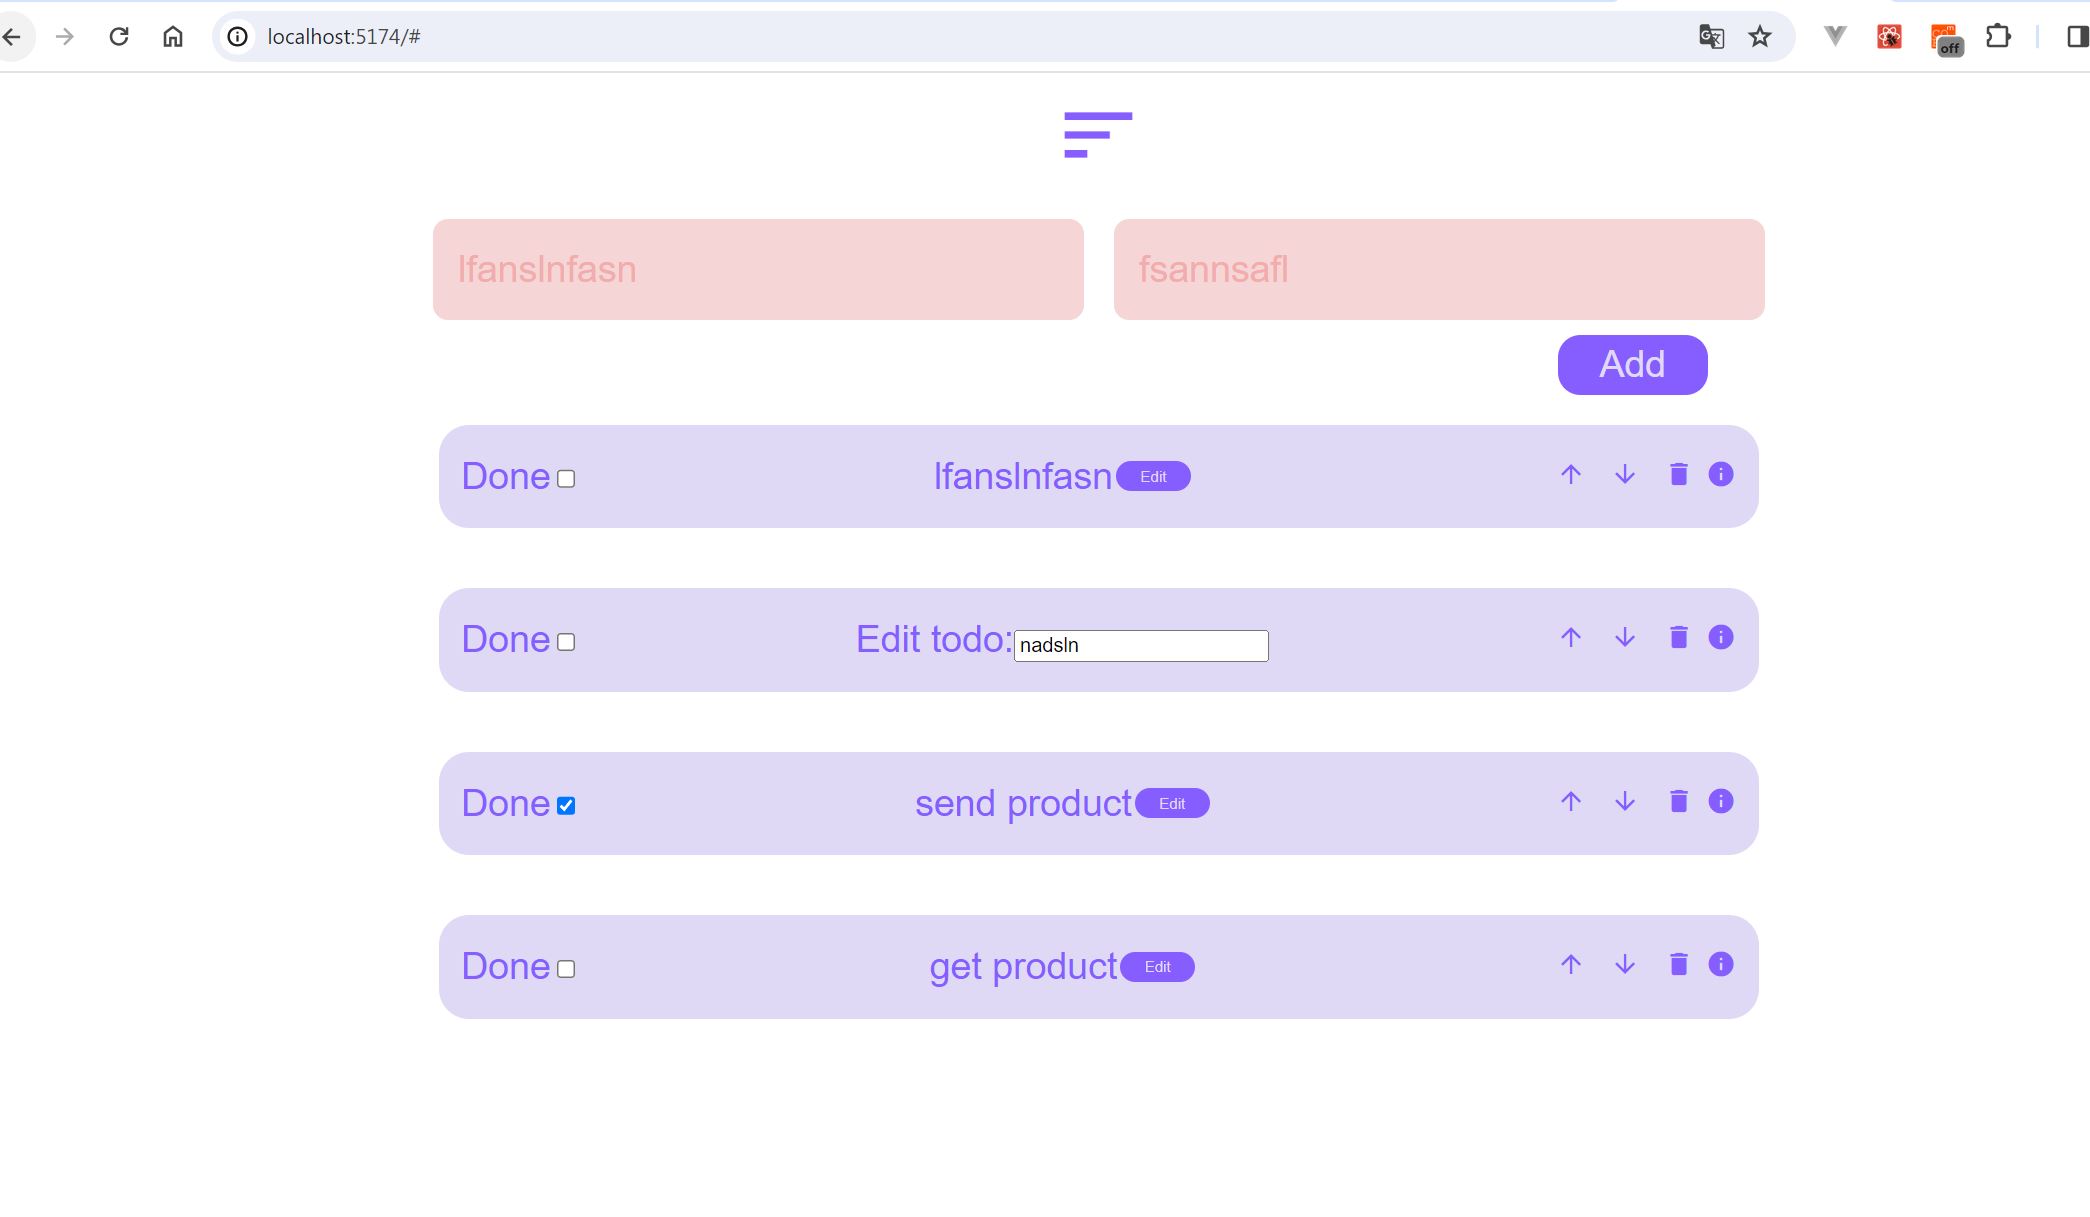 localhost:5174/#
off
lfanslnfasn fsannsafl
Add
Done lfanslnfasn Edit
Done Edit todo: nadsln
Done send product Edit
Done get product Edit